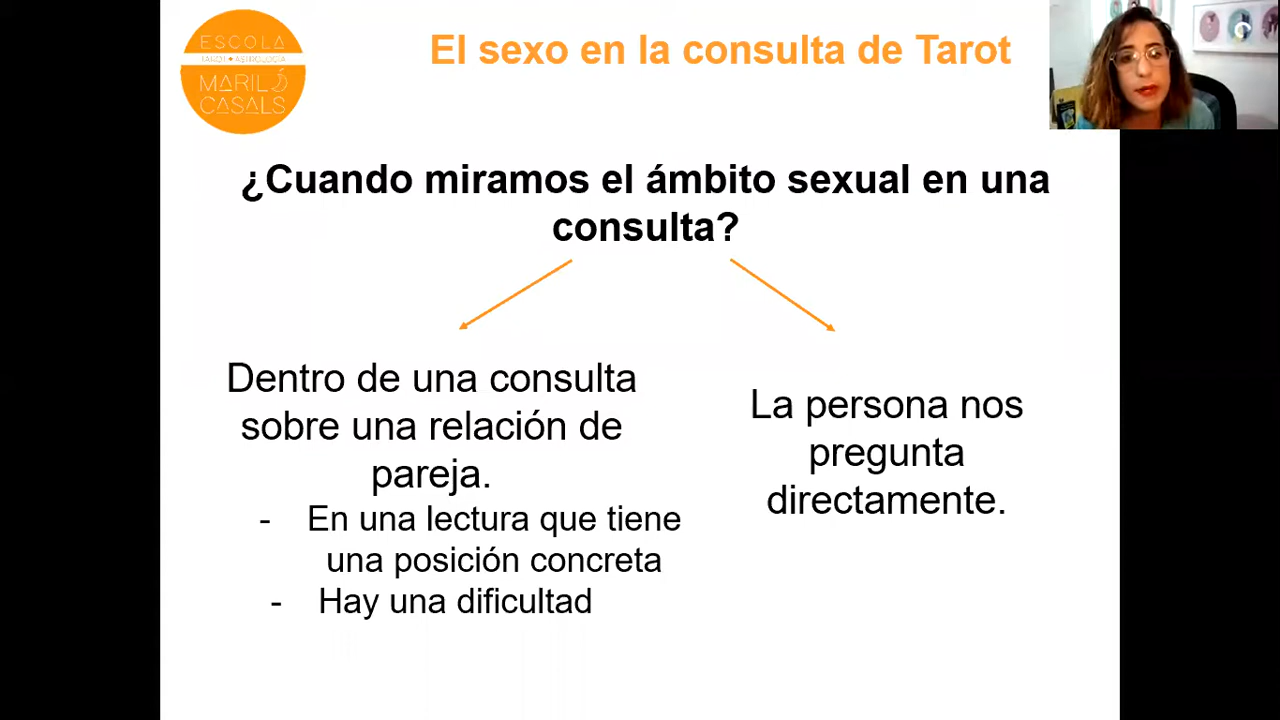 ESCOLA
TAROT★ASTROLOGIA
MARILÓ
CASALS
El sexo en la consulta de Tarot
¿Cuando miramos el ámbito sexual en una
consulta?
Dentro de una consulta
sobre una relación de
pareja.
- En una lectura que tiene
una posición concreta
- Hay una dificultad
La persona nos
pregunta
directamente.